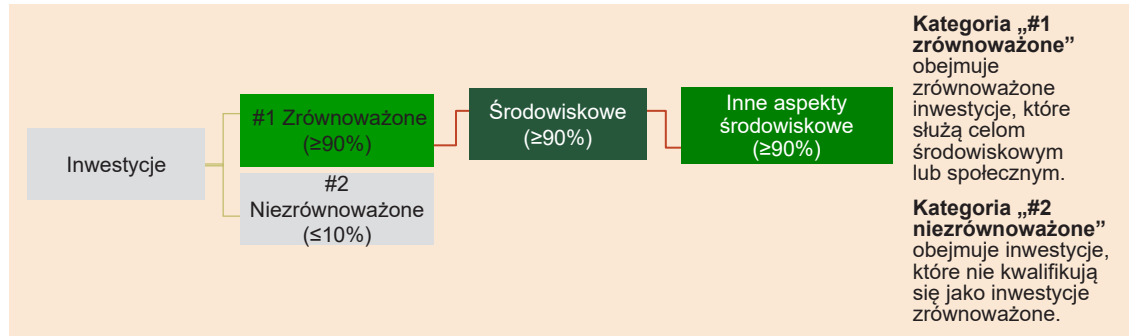 Inwestycje
#1 Zrównoważone
(≥90%)
#2
Niezrównoważone
(≤10%)
Środowiskowe
(≥90%)
Inne aspekty
środowiskowe
(≥90%)
Kategoria „#1
zrównoważone”
obejmuje
zrównoważone
inwestycje, które
służą celom
środowiskowym
lub społecznym.
Kategoria „#2
niezrównoważone”
obejmuje inwestycje,
które nie kwalifikują
się jako inwestycje
zrównoważone.